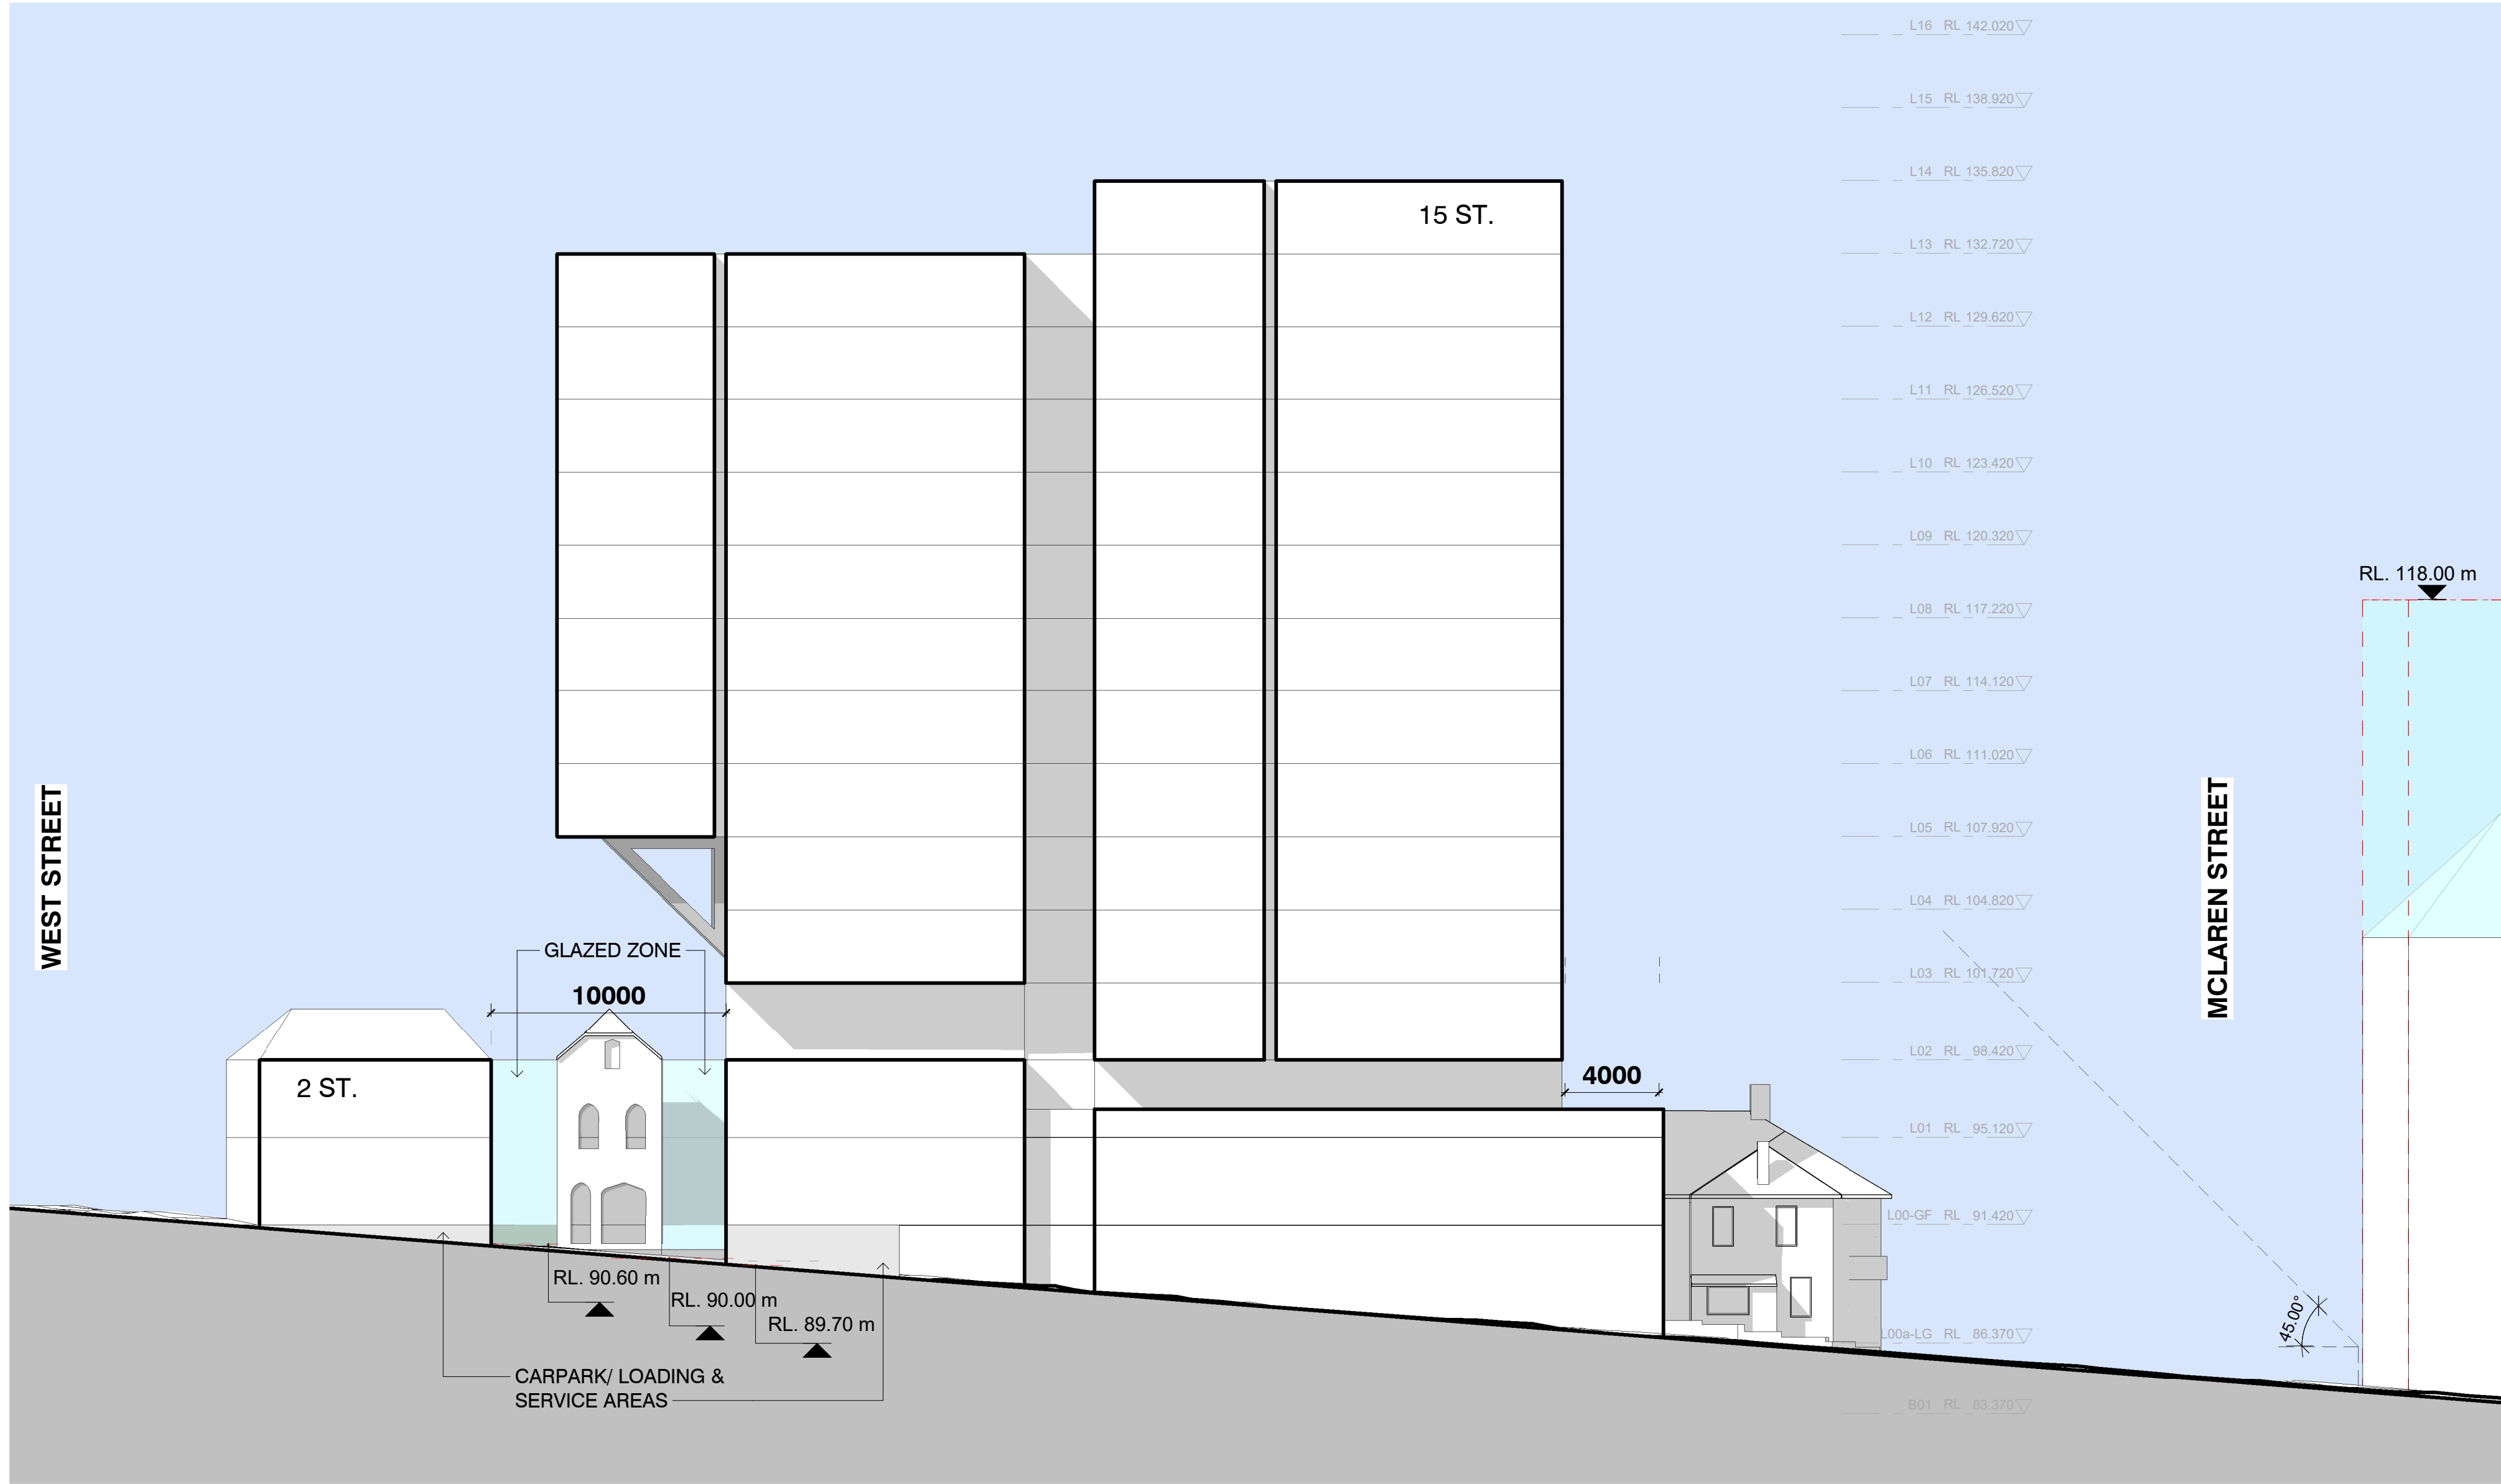 L16 RL 142.020
L15 RL 138.920
L14 RL 135.820
15 ST.
L13 RL 132.720
L12 RL 129.620
L11 RL 126.520
L10 RL 123.420
L09 RL 120.320
RL. 118.00 m
L08 RL 117.220
L07 RL 114.120
L06 RL 111.020
WEST STREET
MCLAREN STREET
L05 RL 107.920
L04 RL 104.820
GLAZED ZONE
L03 RL 101.720
10000
L02 RL 98.420
4000
2 ST.
L01 RL 95.120
L00-GF RL 91.420
RL. 90.60 m
RL. 90.00 m
RL. 89.70 m
45.00°
L00a-LG RL 86.370
CARPARK/ LOADING &
SERVICE AREAS
B01 RL 83.370